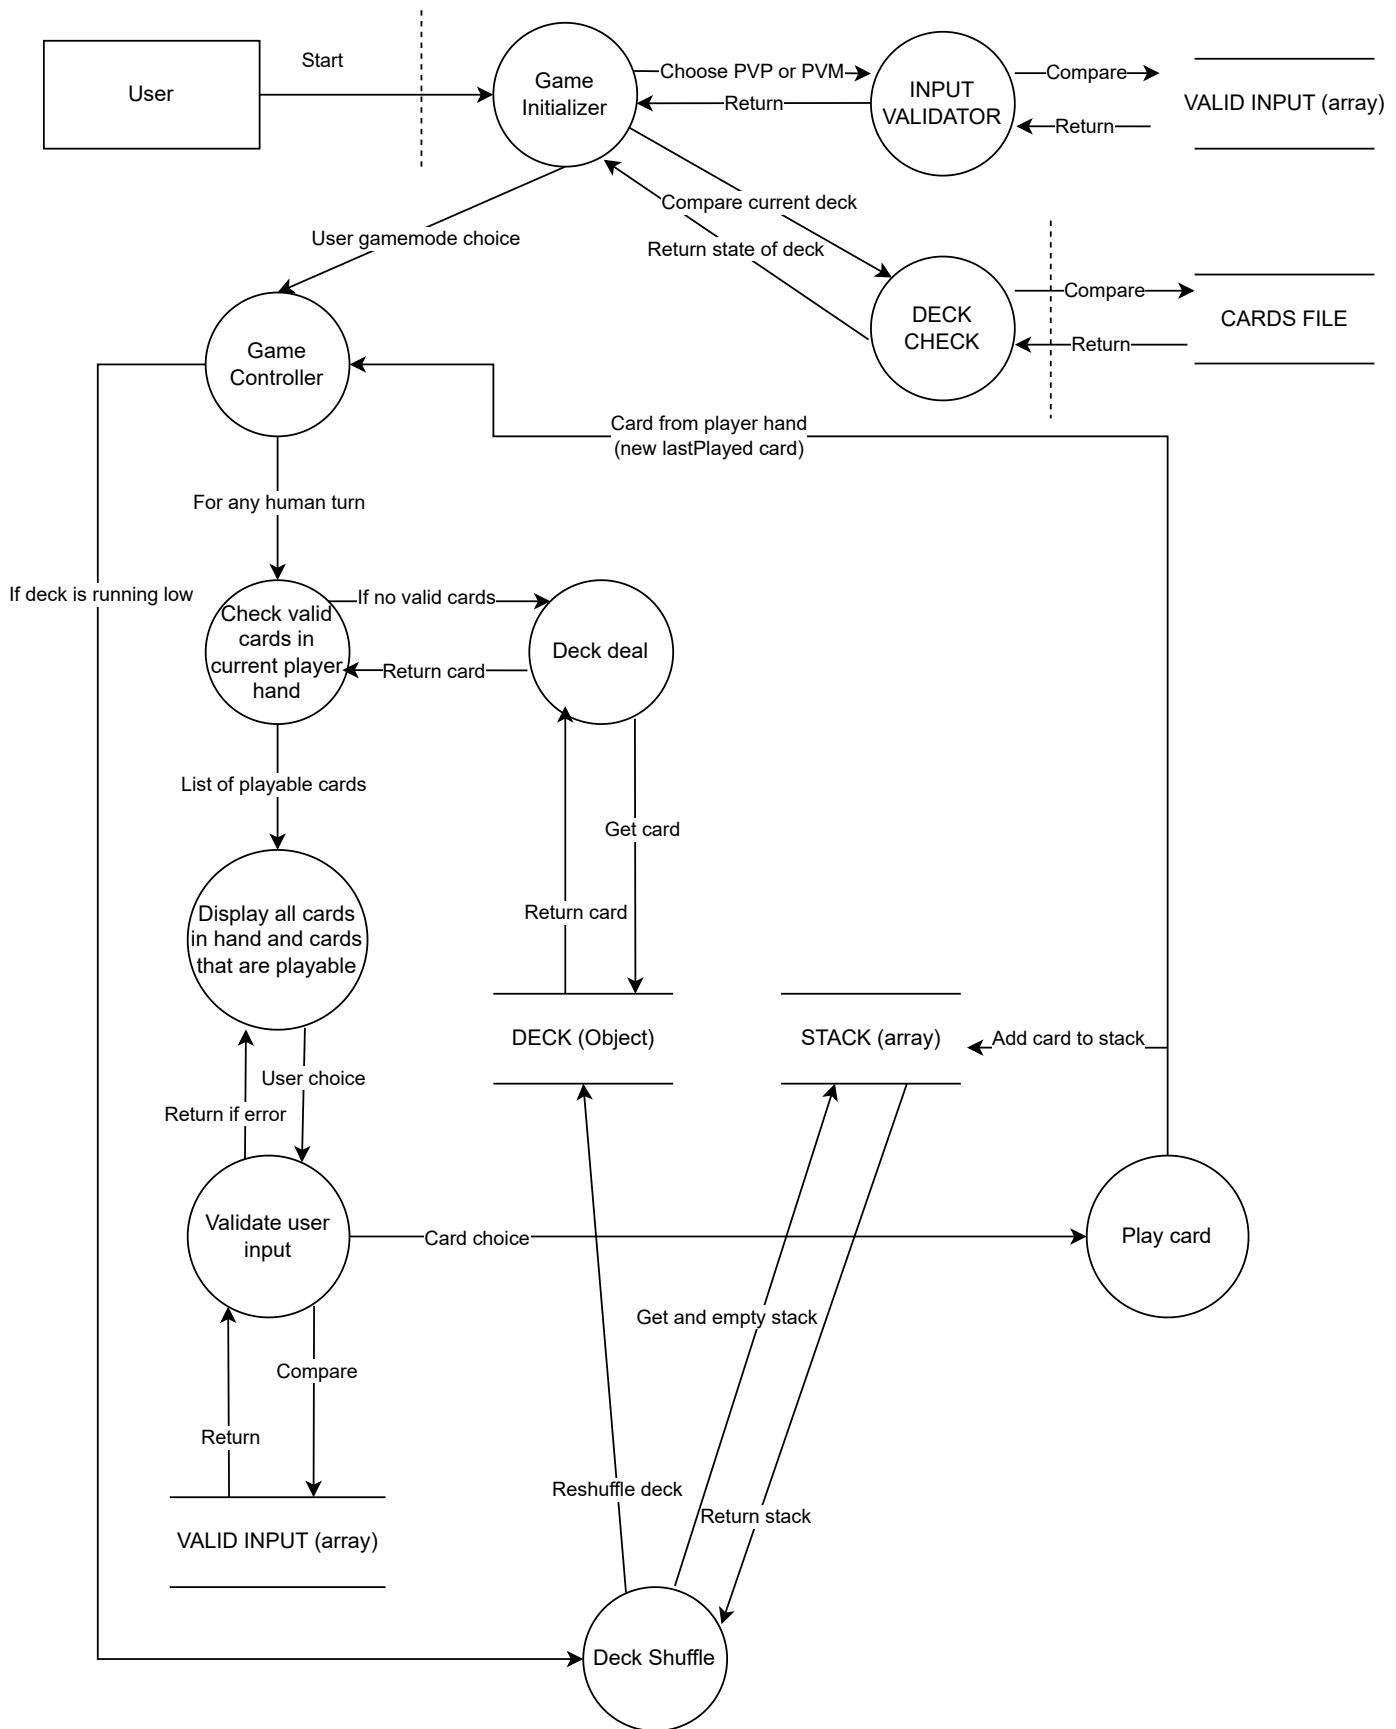 Start
User
Game
Initializer
Choose PVP or PVM
Return
INPUT
VALIDATOR
Compare
Return
VALID INPUT (array)
Compare current deck
Return state of deck
User gamemode choice
DECK
CHECK
Compare
Return
CARDS FILE
Game
Controller
Card from player hand
(new lastPlayed card)
For any human turn
If deck is running low
Check valid
cards in
current player
hand
If no valid cards
Return card
Deck deal
List of playable cards
Get card
Return card
Display all cards
in hand and cards
that are playable
DECK (Object)
STACK (array)
Add card to stack
User choice
Return if error
Validate user
input
Card choice
Play card
Get and empty stack
Compare
Return
Reshuffle deck
Return stack
VALID INPUT (array)
Deck Shuffle